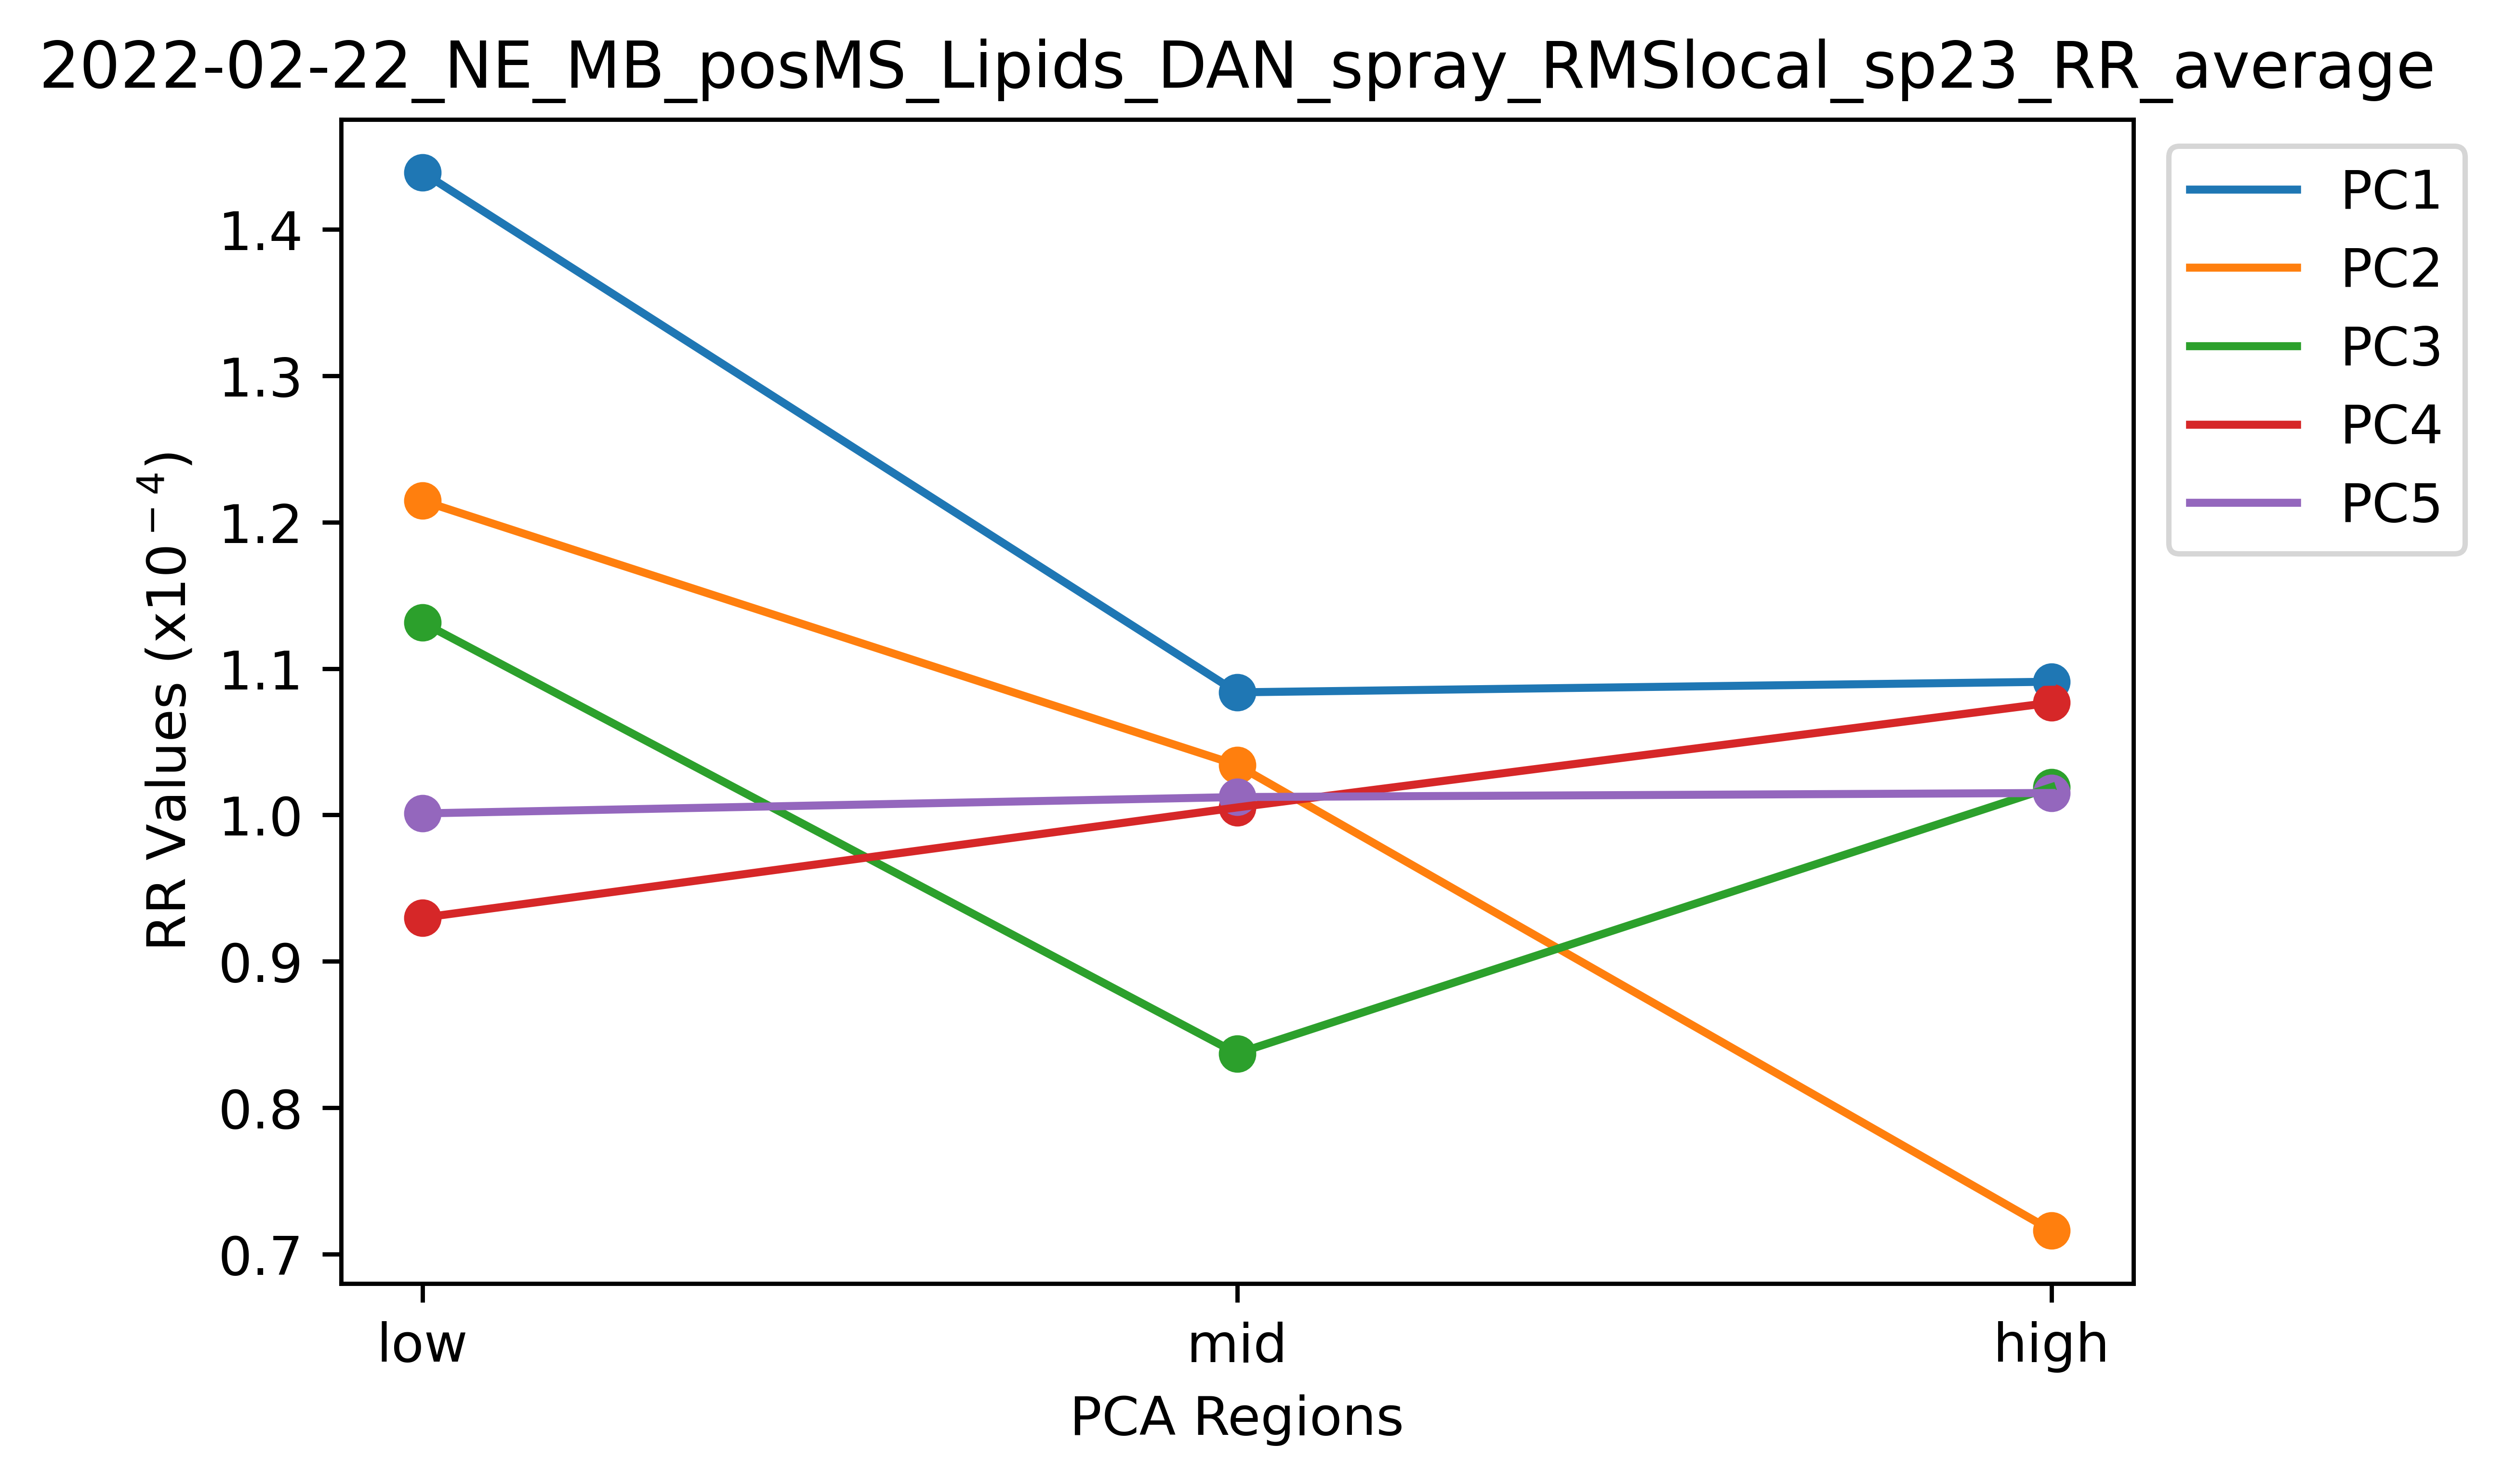 2022-02-22_NE_MB_posMS_Lipids_DAN_spray_RMSlocal_sp23_RR_average
RR Values (x10⁻⁴)
1.4
1.3
1.2
1.1
1.0
0.9
0.8
0.7
low mid high
PCA Regions
PC1
PC2
PC3
PC4
PC5